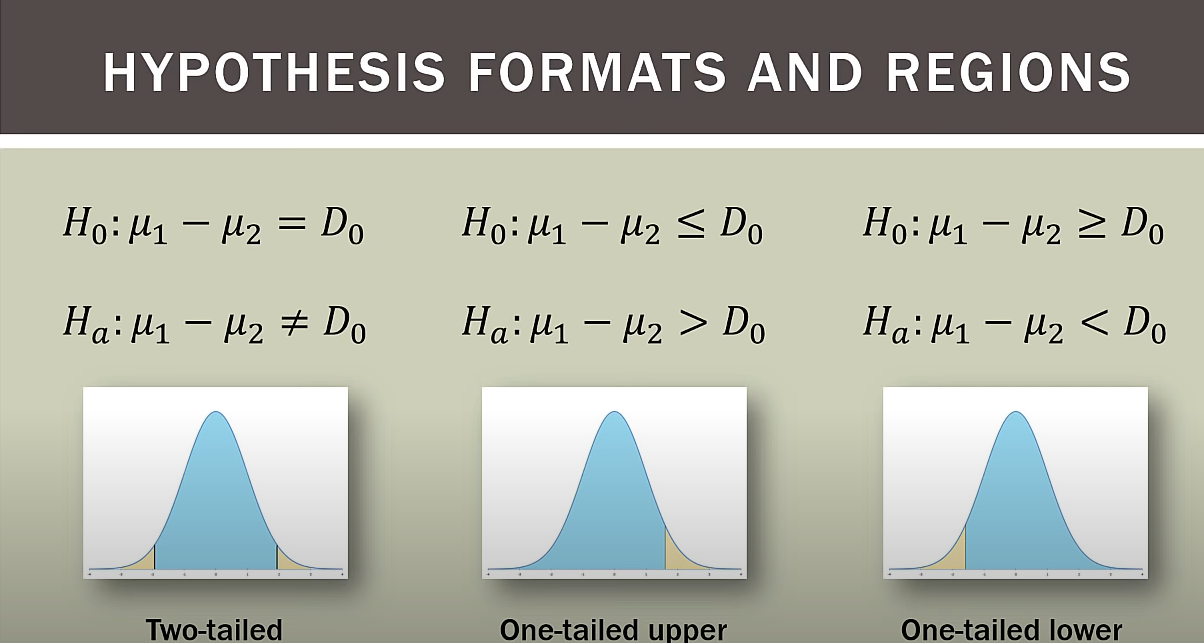 HYPOTHESIS FORMATS AND REGIONS
H₀: μ₁ − μ₂ = D₀
H₀: μ₁ − μ₂ ≤ D₀
H₀: μ₁ − μ₂ ≥ D₀
Hₐ: μ₁ − μ₂ ≠ D₀
Hₐ: μ₁ − μ₂ > D₀
Hₐ: μ₁ − μ₂ < D₀
Two-tailed
One-tailed upper
One-tailed lower